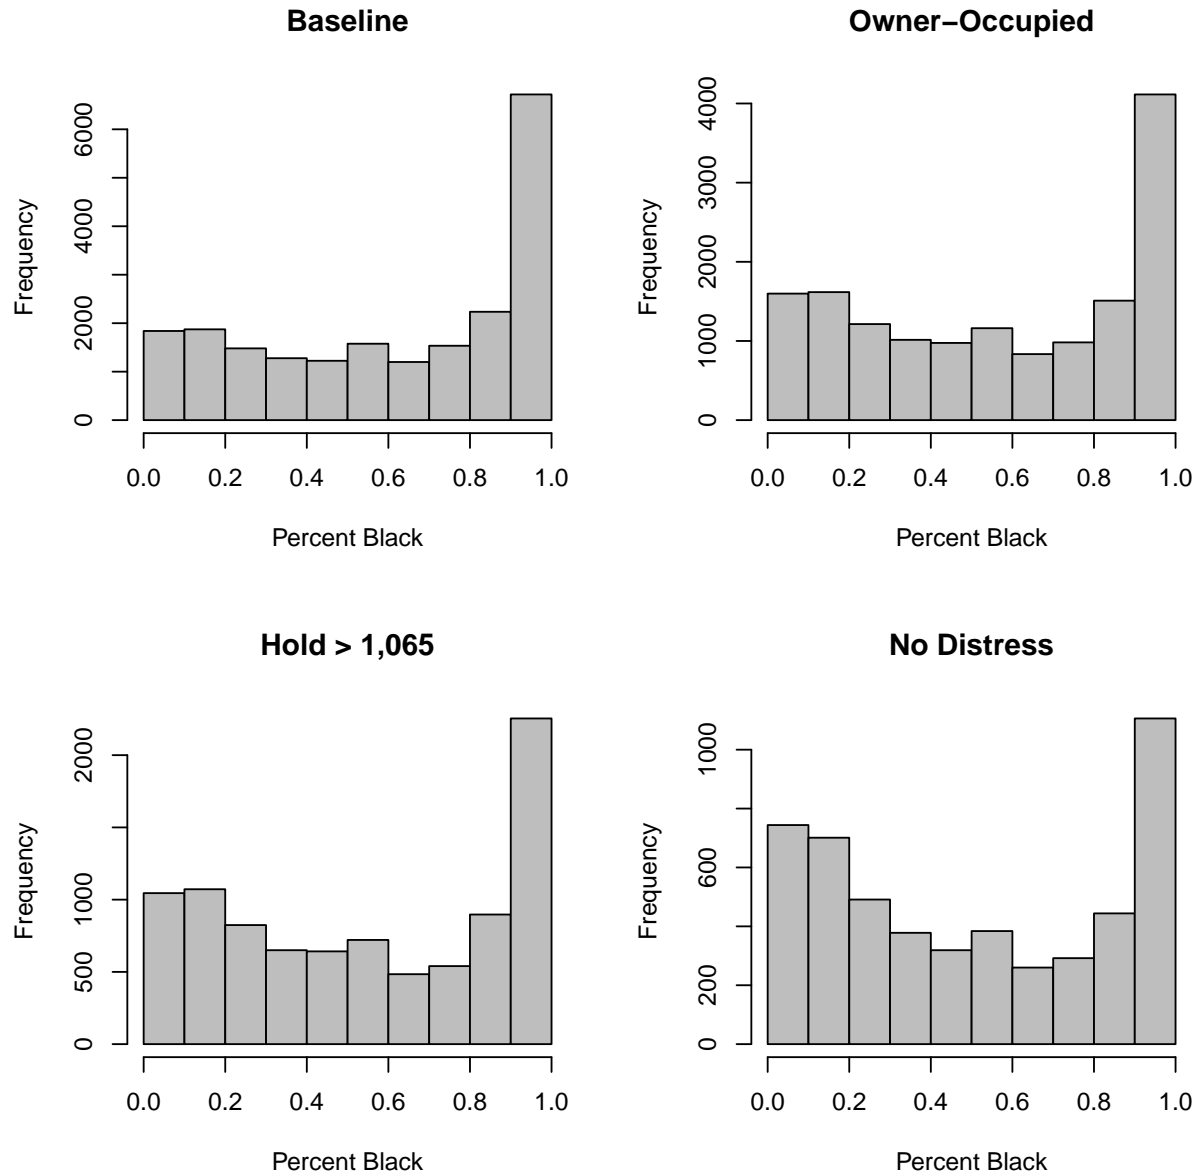 Baseline
Frequency
0 2000 4000 6000
0.0 0.2 0.4 0.6 0.8 1.0
Percent Black
Owner−Occupied
Frequency
0 1000 2000 3000 4000
0.0 0.2 0.4 0.6 0.8 1.0
Percent Black
Hold > 1,065
Frequency
0 500 1000 2000
0.0 0.2 0.4 0.6 0.8 1.0
Percent Black
No Distress
Frequency
0 200 600 1000
0.0 0.2 0.4 0.6 0.8 1.0
Percent Black